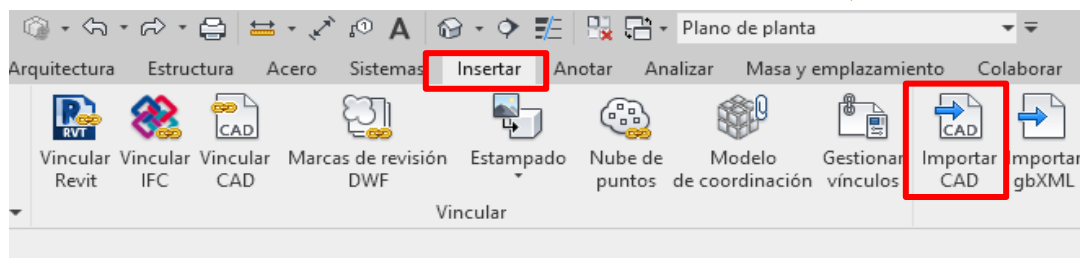 A Plano de planta
Arquitectura Estructura Acero Sistemas Insertar Anotar Analizar Masa y emplazamiento Colaborar
RVT CAD CAD
Vincular Vincular Vincular Marcas de revisión Estampado Nube de Modelo Gestionar Importar Importar
Revit IFC CAD DWF puntos de coordinación vínculos CAD gbXML
Vincular